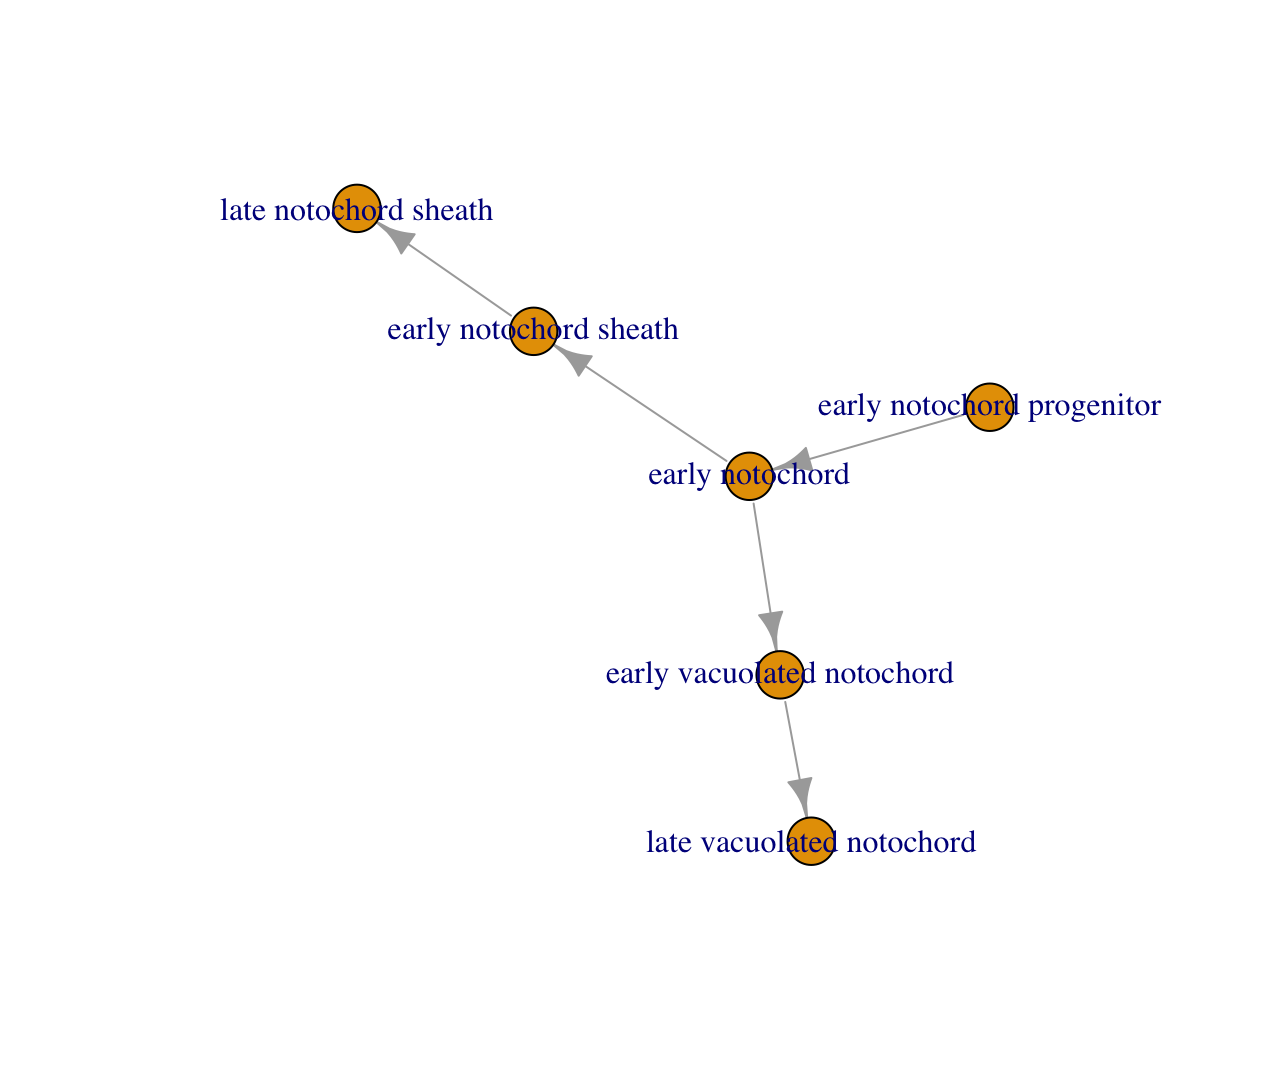 late notochord sheath
early notochord sheath
early notochord progenitor
early notochord
early vacuolated notochord
late vacuolated notochord